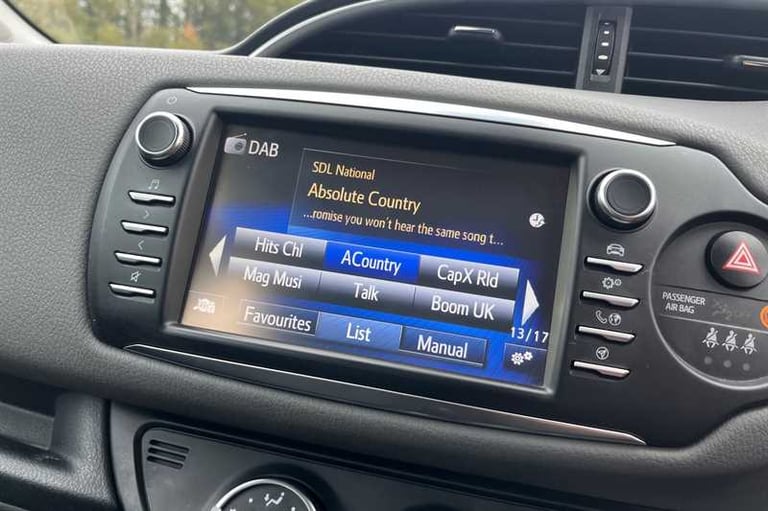 DAB
SDL National
Absolute Country
...romise you won't hear the same song t...
Hits Chl
ACountry
CapX Rld
Mag Musi
Talk
Boom UK
13/17
Favourites
List
Manual
PASSENGER
AIR BAG